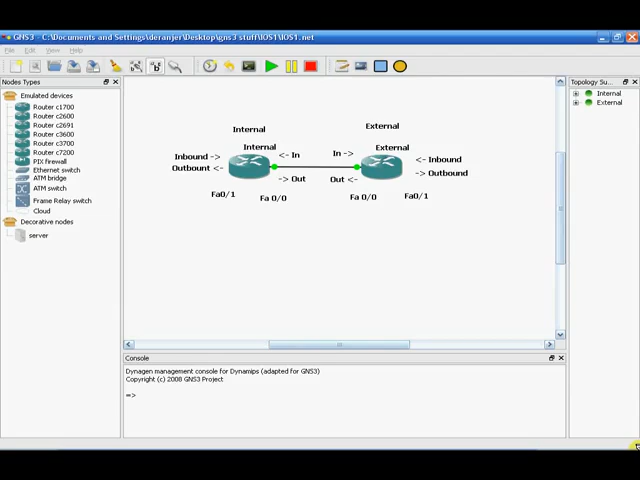 GNS3 - C:\Documents and Settings\deranjer\Desktop\gns3 stuff\IOS1\IOS1.net
File Edit View Help
Nodes Types
Topology Su...
Emulated devices
Router c1700
Router c2600
Router c2691
Router c3600
Router c3700
Router c7200
PIX firewall
Ethernet switch
ATM bridge
ATM switch
Frame Relay switch
Cloud
Decorative nodes
server
Internal
External
Internal
External
Inbound ->
<- In
In ->
<- Inbound
Outbount <-
-> Out
Out <-
-> Outbound
Fa0/1
Fa 0/0
Fa 0/0
Fa0/1
Internal
External
Console
Dynagen management console for Dynamips (adapted for GNS3)
Copyright (c) 2008 GNS3 Project
=>